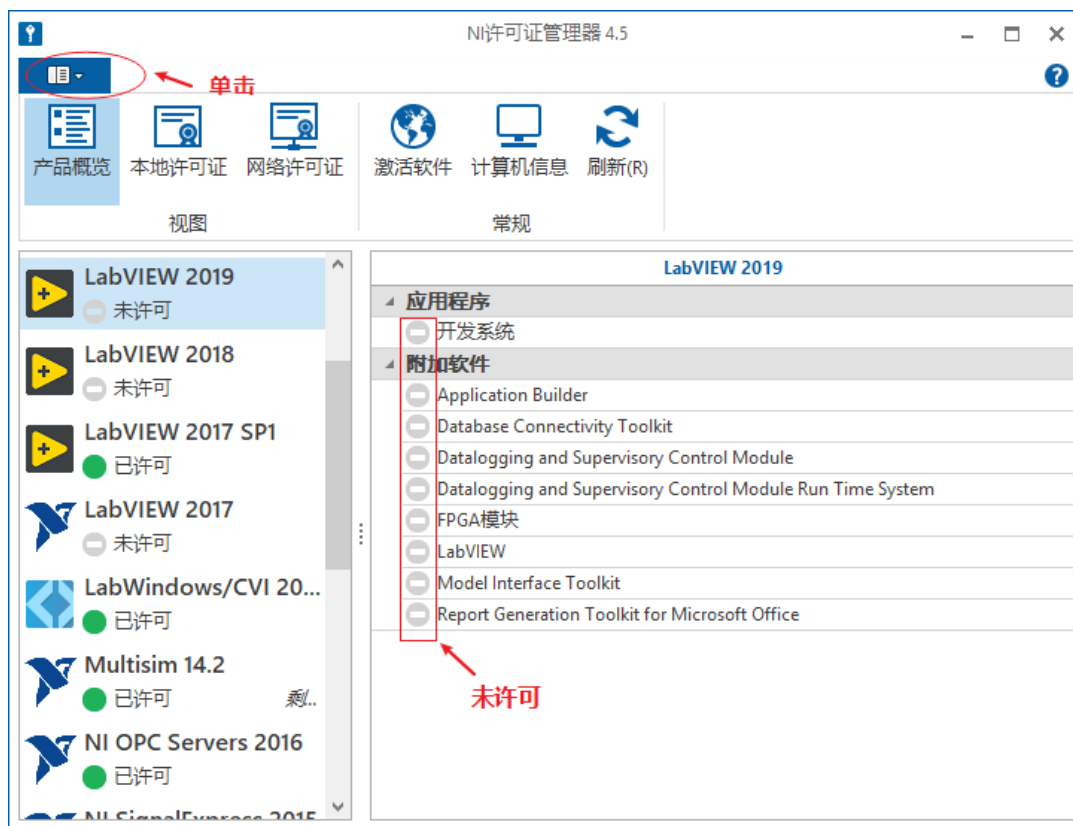 NI许可证管理器 4.5
单击
产品概览 本地许可证 网络许可证 激活软件 计算机信息 刷新(R)
视图 常规
LabVIEW 2019
未许可
LabVIEW 2018
未许可
LabVIEW 2017 SP1
已许可
LabVIEW 2017
未许可
LabWindows/CVI 20...
已许可
Multisim 14.2
已许可 剩...
NI OPC Servers 2016
已许可
NI SignalExpress 2015
LabVIEW 2019
应用程序
开发系统
附加软件
Application Builder
Database Connectivity Toolkit
Datalogging and Supervisory Control Module
Datalogging and Supervisory Control Module Run Time System
FPGA模块
LabVIEW
Model Interface Toolkit
Report Generation Toolkit for Microsoft Office
未许可